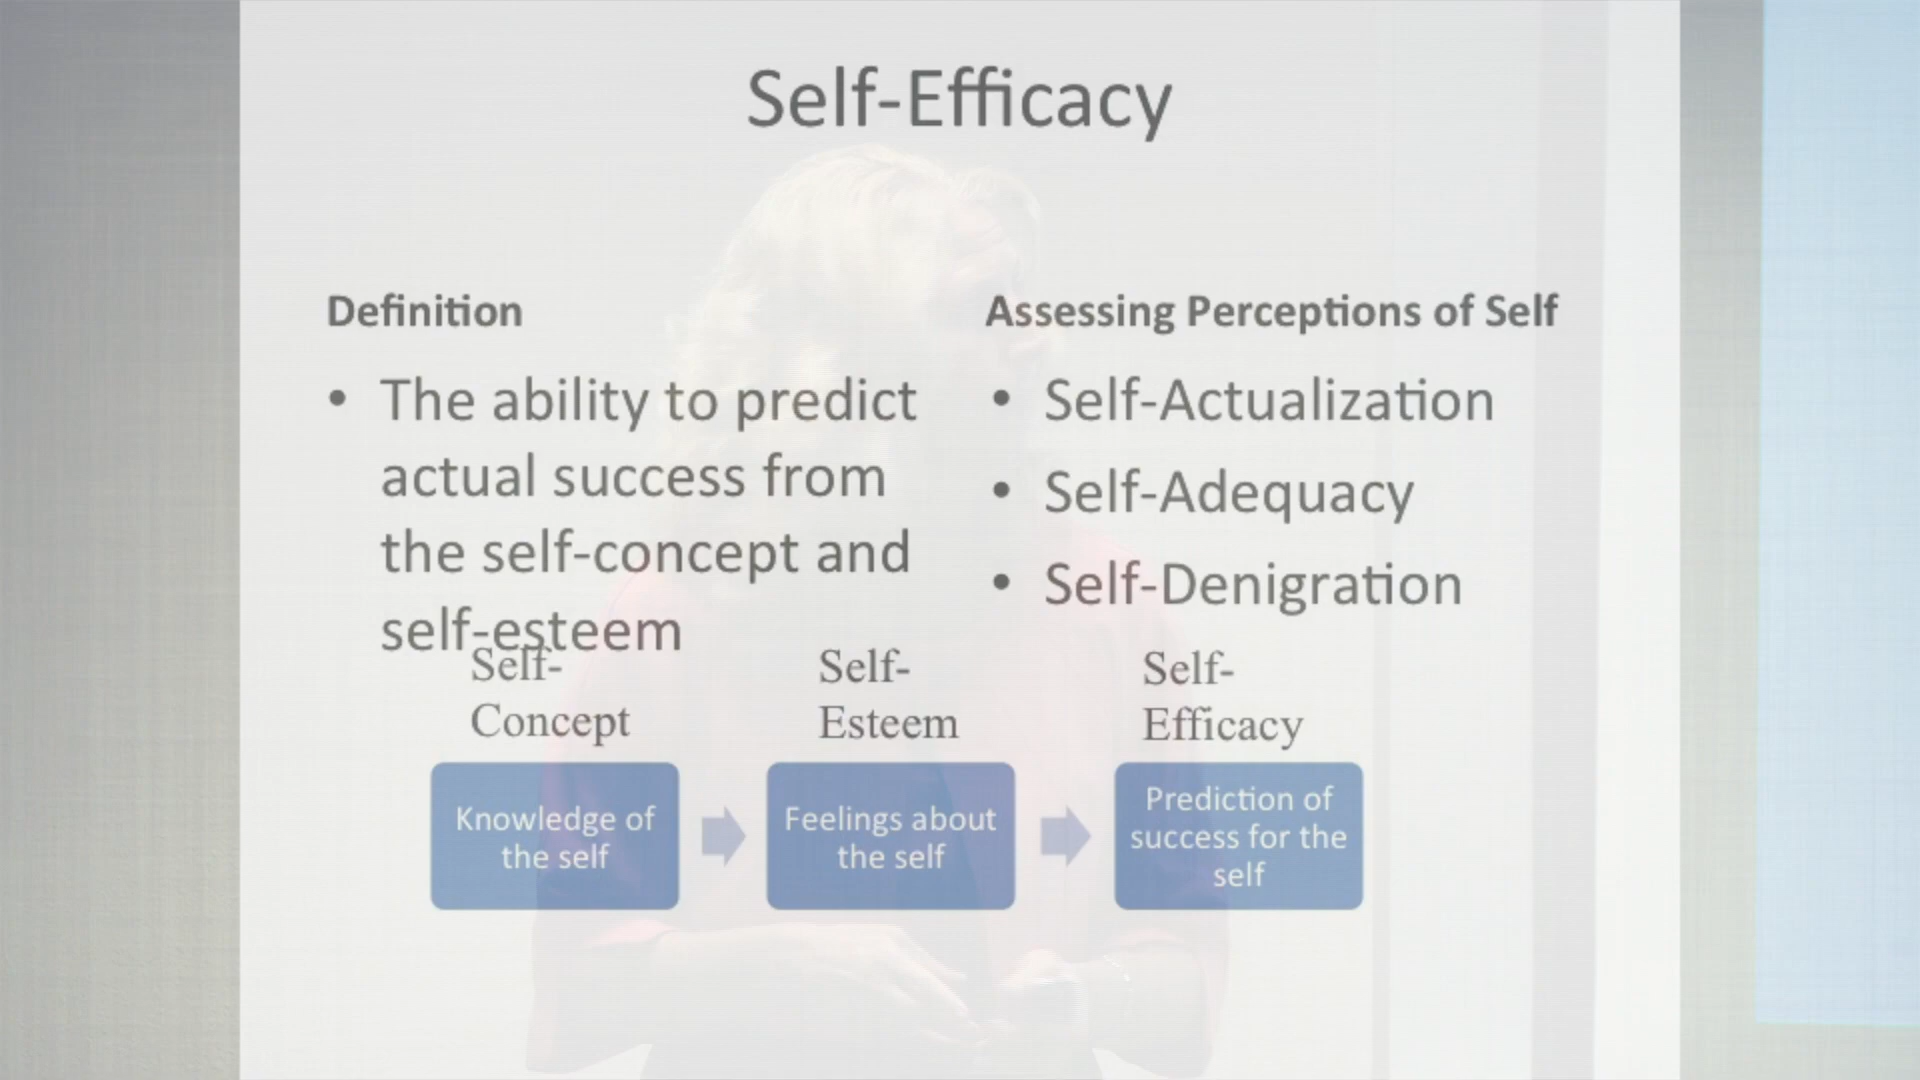 Self-Efficacy
Definition
• The ability to predict
actual success from
the self-concept and
self-esteem
Assessing Perceptions of Self
• Self-Actualization
• Self-Adequacy
• Self-Denigration
Self-
Concept
Self-
Esteem
Self-
Efficacy
Knowledge of
the self
Feelings about
the self
Prediction of
success for the
self